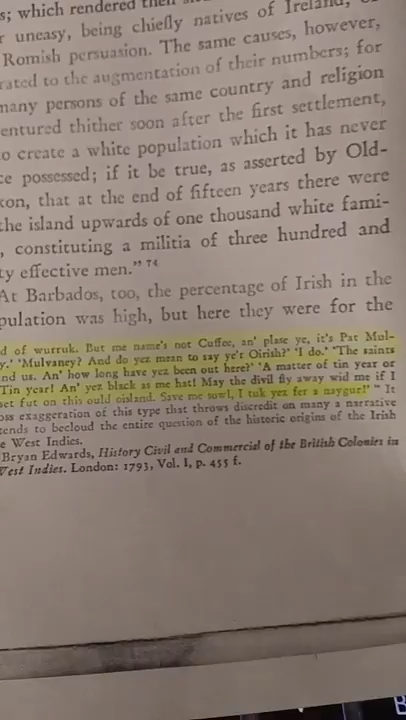 s; which rendered
r uneasy, being chiefly natives of Ireland,
Romish persuasion. The same causes, however,
rated to the augmentation of their numbers; for
many persons of the same country and religion
entured thither soon after the first settlement,
o create a white population which it has never
ce possessed; if it be true, as asserted by Old-
xon, that at the end of fifteen years there were
the island upwards of one thousand white fami-
, constituting a militia of three hundred and
ty effective men." 74
At Barbados, too, the percentage of Irish in the
pulation was high, but here they were for the
d of wurruk. But me name's not Cuffee, an' plase ye, it's Pat Mul-
y.' 'Mulvaney? And do yez mean to say ye'r Oirish?' 'I do.' 'The saints
nd us. An' how long have yez been out here?' 'A matter of tin year or
'Tin year! An' yez black as me hat! May the divil fly away wid me if I
set fut on this ould oisland. Save me sowl, I tuk yez fer a naygur!' " It
oss exaggeration of this type that throws discredit on many a narrative
tends to becloud the entire question of the historic origins of the Irish
e West Indies.
Bryan Edwards, History Civil and Commercial of the British Colonies in
West Indies. London: 1793, Vol. I, p. 455 f.